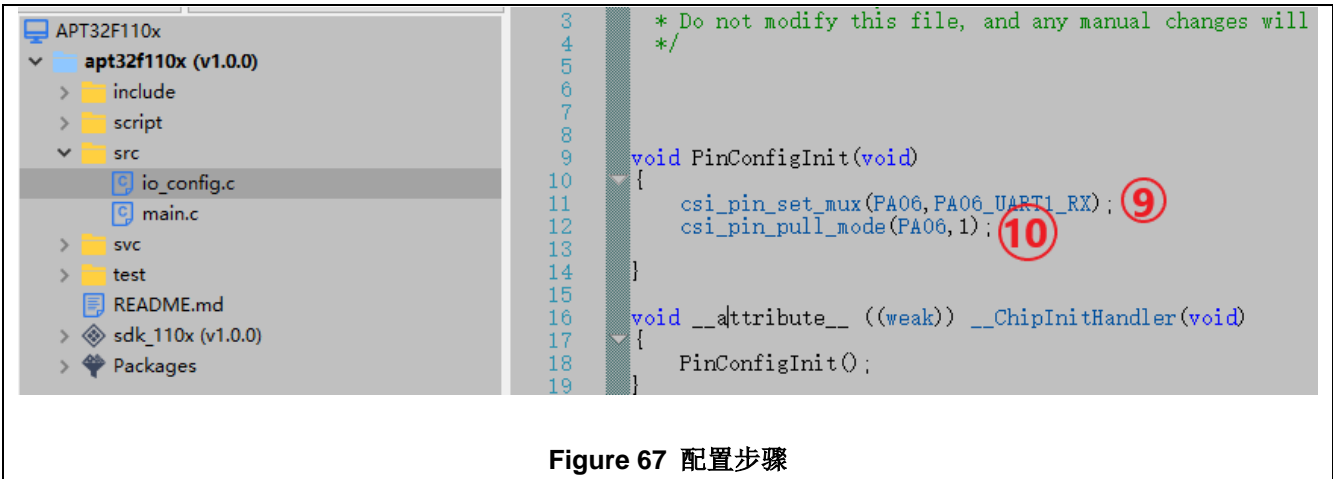 APT32F110x
apt32f110x (v1.0.0)
include
script
src
io_config.c
main.c
svc
test
README.md
sdk_110x (v1.0.0)
Packages
3 * Do not modify this file, and any manual changes will
4 */
5
6
7
8
9 void PinConfigInit(void)
10 {
11 csi_pin_set_mux(PA06,PA06_UART1_RX); ⑨
12 csi_pin_pull_mode(PA06,1); ⑩
13
14 }
15
16 void __attribute__ ((weak)) __ChipInitHandler(void)
17 {
18 PinConfigInit();
19 }
Figure 67 配置步骤